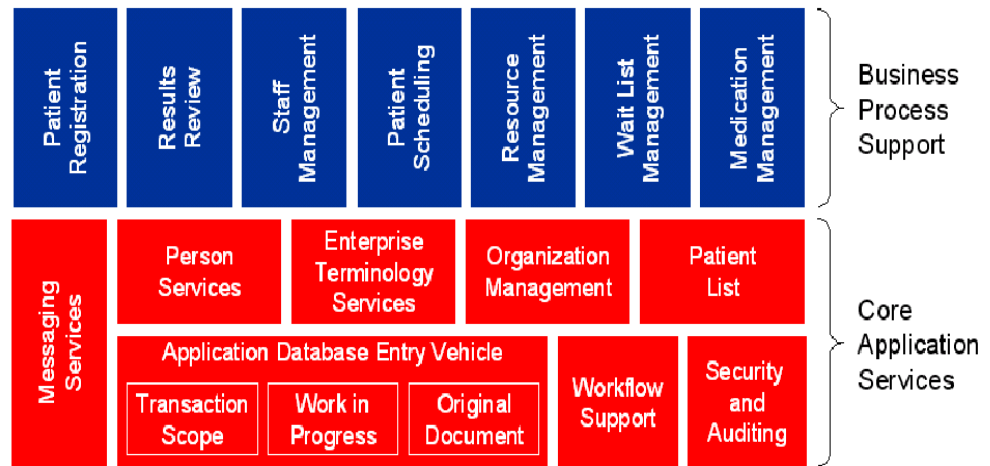 Patient
Registration
Results
Review
Staff
Management
Patient
Scheduling
Resource
Management
Wait List
Management
Medication
Management
Business
Process
Support
Messaging
Services
Person
Services
Enterprise
Terminology
Services
Organization
Management
Patient
List
Core
Application
Services
Application Database Entry Vehicle
Transaction
Scope
Work in
Progress
Original
Document
Workflow
Support
Security
and
Auditing